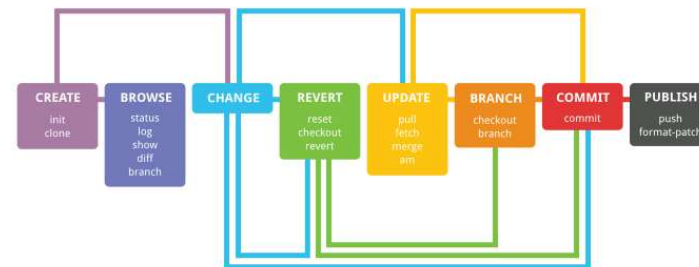 CREATE
init
clone
BROWSE
status
log
show
diff
branch
CHANGE
REVERT
reset
checkout
revert
UPDATE
pull
fetch
merge
am
BRANCH
checkout
branch
COMMIT
commit
PUBLISH
push
format-patch